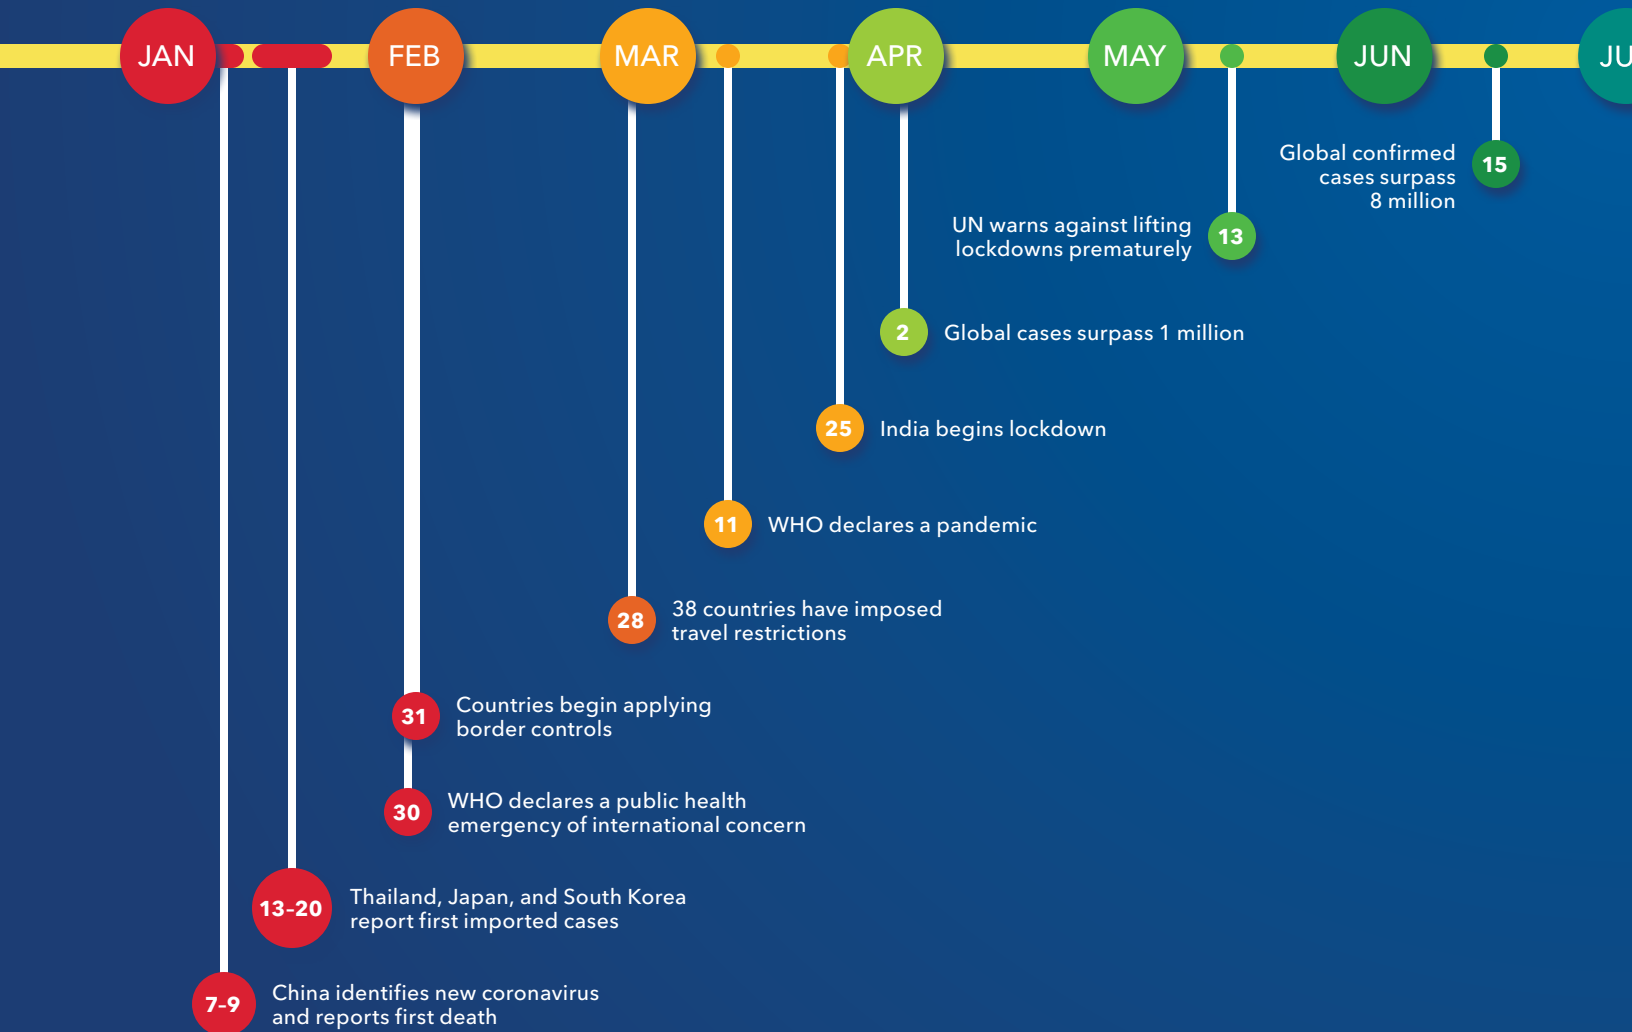 JAN
FEB
MAR
APR
MAY
JUN
JU
Global confirmed
cases surpass
8 million
15
UN warns against lifting
lockdowns prematurely
13
2
Global cases surpass 1 million
25
India begins lockdown
11
WHO declares a pandemic
28
38 countries have imposed
travel restrictions
31
Countries begin applying
border controls
30
WHO declares a public health
emergency of international concern
13–20
Thailand, Japan, and South Korea
report first imported cases
7–9
China identifies new coronavirus
and reports first death